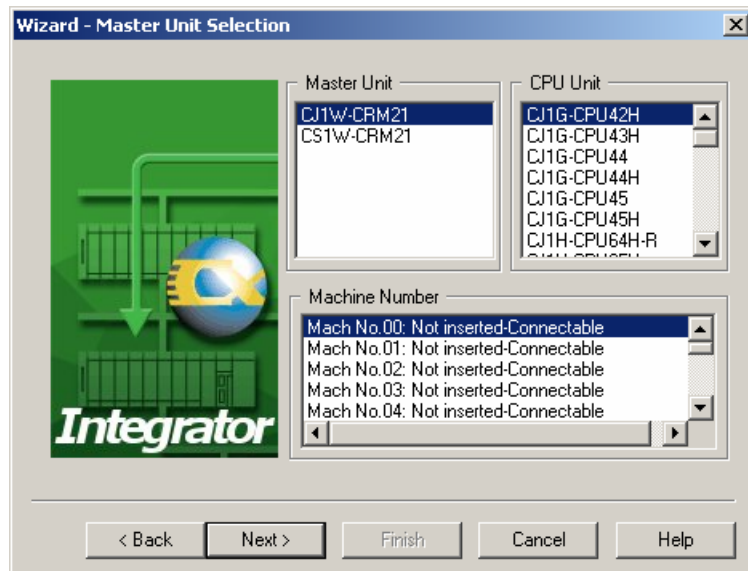 Wizard - Master Unit Selection
Master Unit
CJ1W-CRM21
CS1W-CRM21
CPU Unit
CJ1G-CPU42H
CJ1G-CPU43H
CJ1G-CPU44
CJ1G-CPU44H
CJ1G-CPU45
CJ1G-CPU45H
CJ1H-CPU64H-R
Cx
Integrator
Machine Number
Mach No.00: Not inserted-Connectable
Mach No.01: Not inserted-Connectable
Mach No.02: Not inserted-Connectable
Mach No.03: Not inserted-Connectable
Mach No.04: Not inserted-Connectable
< Back
Next >
Finish
Cancel
Help